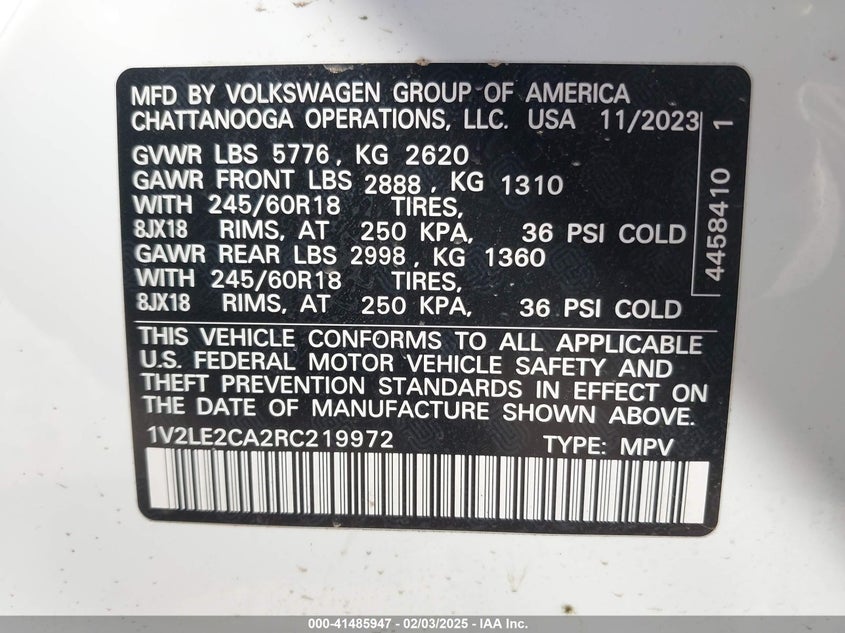 MFD BY VOLKSWAGEN GROUP OF AMERICA
CHATTANOOGA OPERATIONS, LLC. USA 11/2023
GVWR LBS 5776, KG 2620
GAWR FRONT LBS 2888, KG 1310
WITH 245/60R18 TIRES,
8JX18 RIMS, AT 250 KPA, 36 PSI COLD
GAWR REAR LBS 2998, KG 1360
WITH 245/60R18 TIRES,
8JX18 RIMS, AT 250 KPA, 36 PSI COLD
4458410 1
THIS VEHICLE CONFORMS TO ALL APPLICABLE
U.S. FEDERAL MOTOR VEHICLE SAFETY AND
THEFT PREVENTION STANDARDS IN EFFECT ON
THE DATE OF MANUFACTURE SHOWN ABOVE.
1V2LE2CA2RC219972 TYPE: MPV
000-41485947 - 02/03/2025 - IAA Inc.